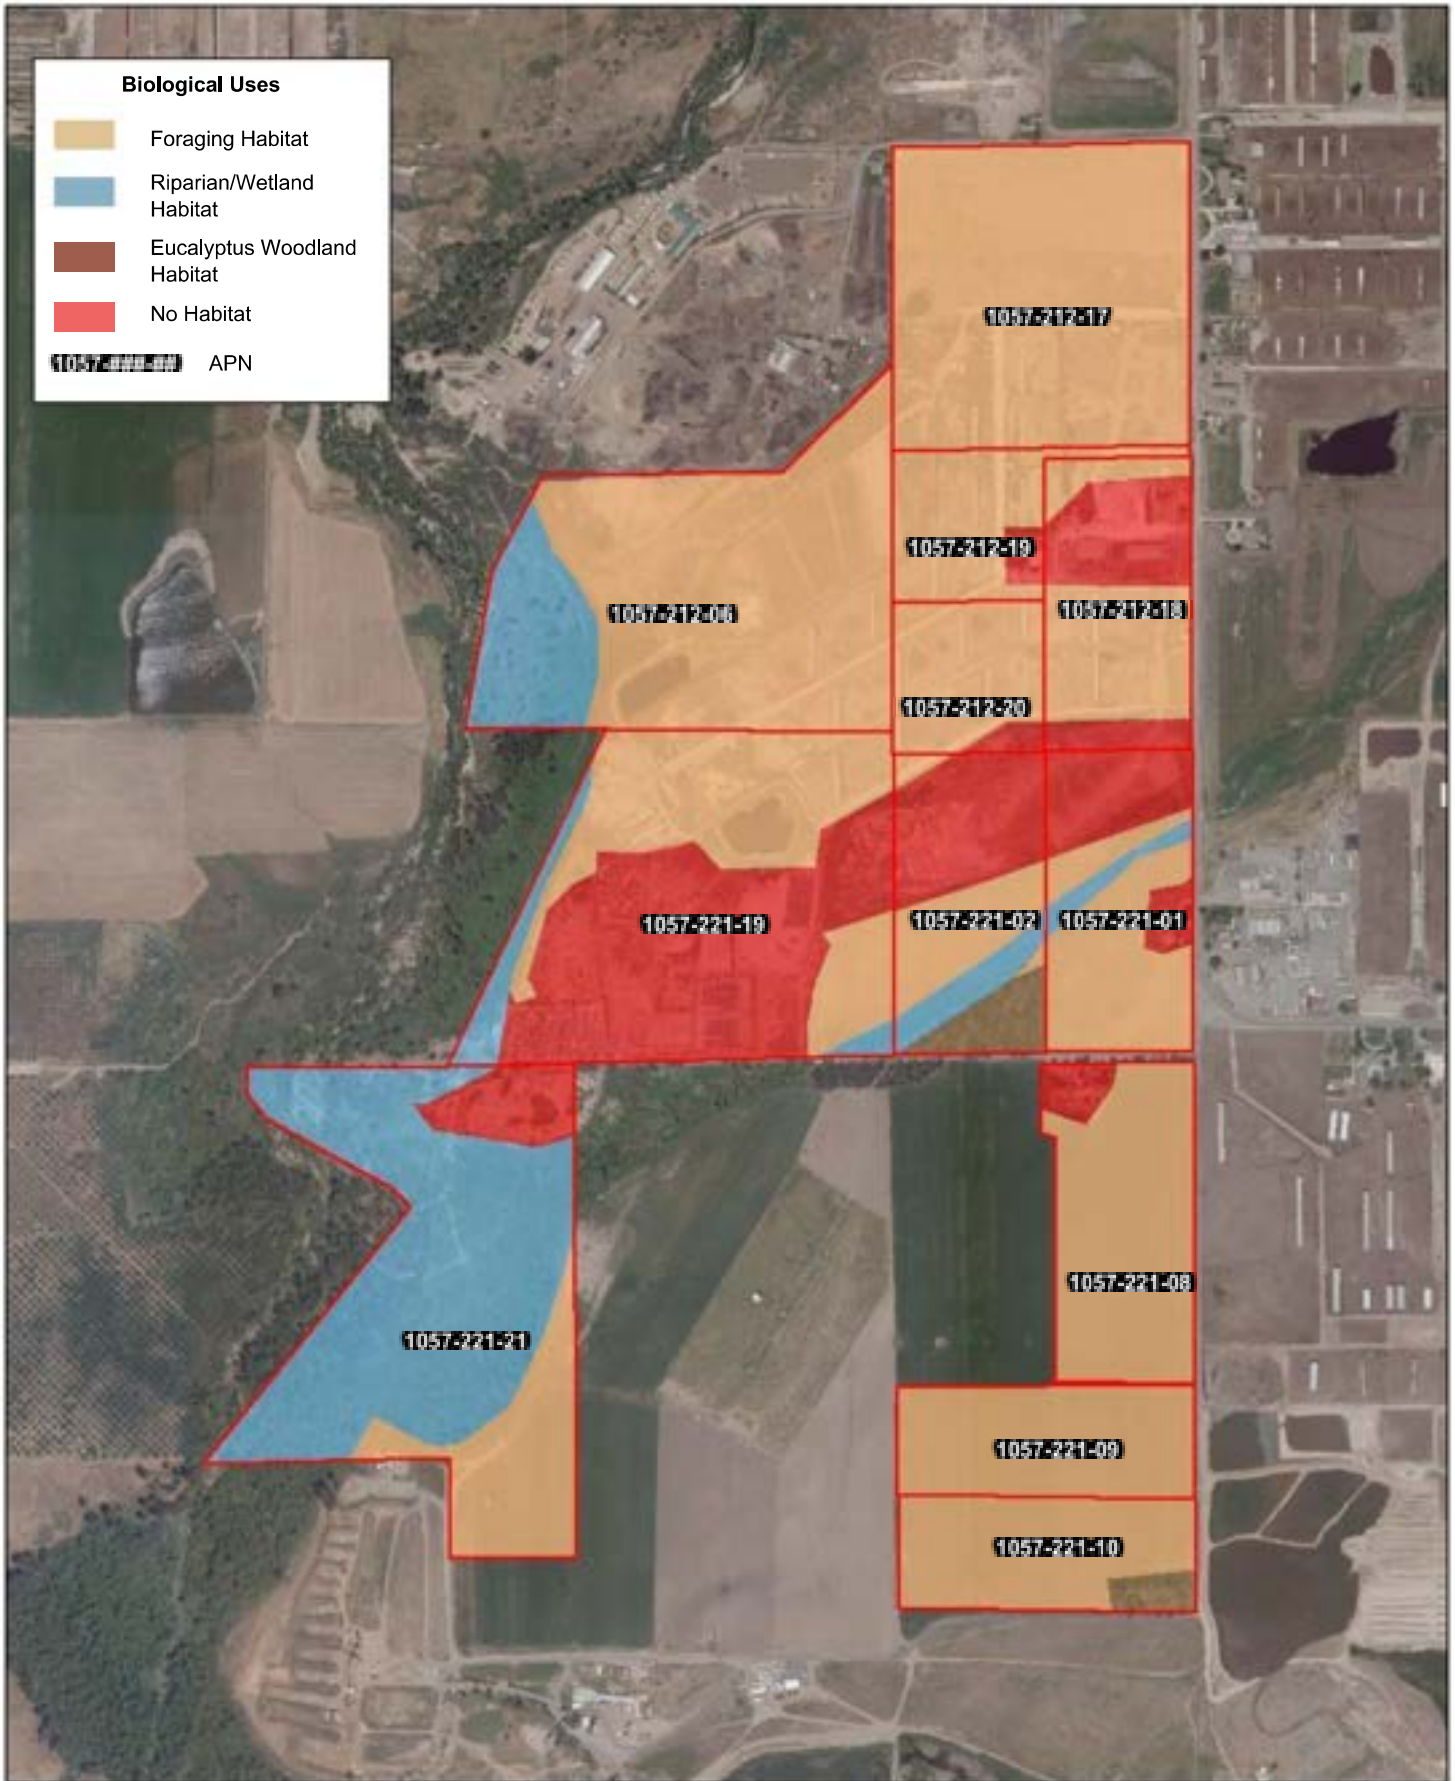 Biological Uses
Foraging Habitat
Riparian/Wetland
Habitat
Eucalyptus Woodland
Habitat
No Habitat
1057-###-## APN
1057-212-17
1057-212-19
1057-212-06
1057-212-18
1057-212-20
1057-221-19
1057-221-02
1057-221-01
1057-221-08
1057-221-21
1057-221-09
1057-221-10